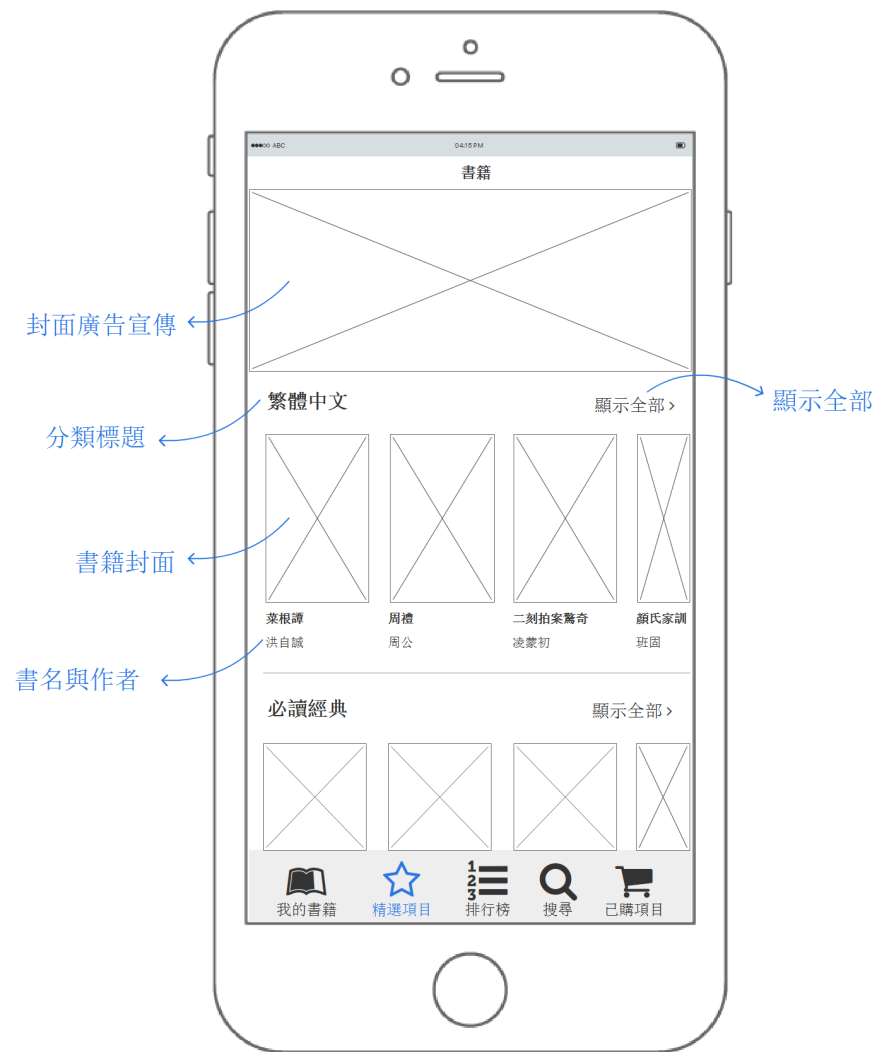 ABC 04:15 PM
書籍
封面廣告宣傳
繁體中文 顯示全部 >
顯示全部
分類標題
書籍封面
菜根譚 周禮 二刻拍案驚奇 顏氏家訓
洪自誠 周公 凌蒙初 班固
書名與作者
必讀經典 顯示全部 >
1
2
3
我的書籍 精選項目 排行榜 搜尋 已購項目